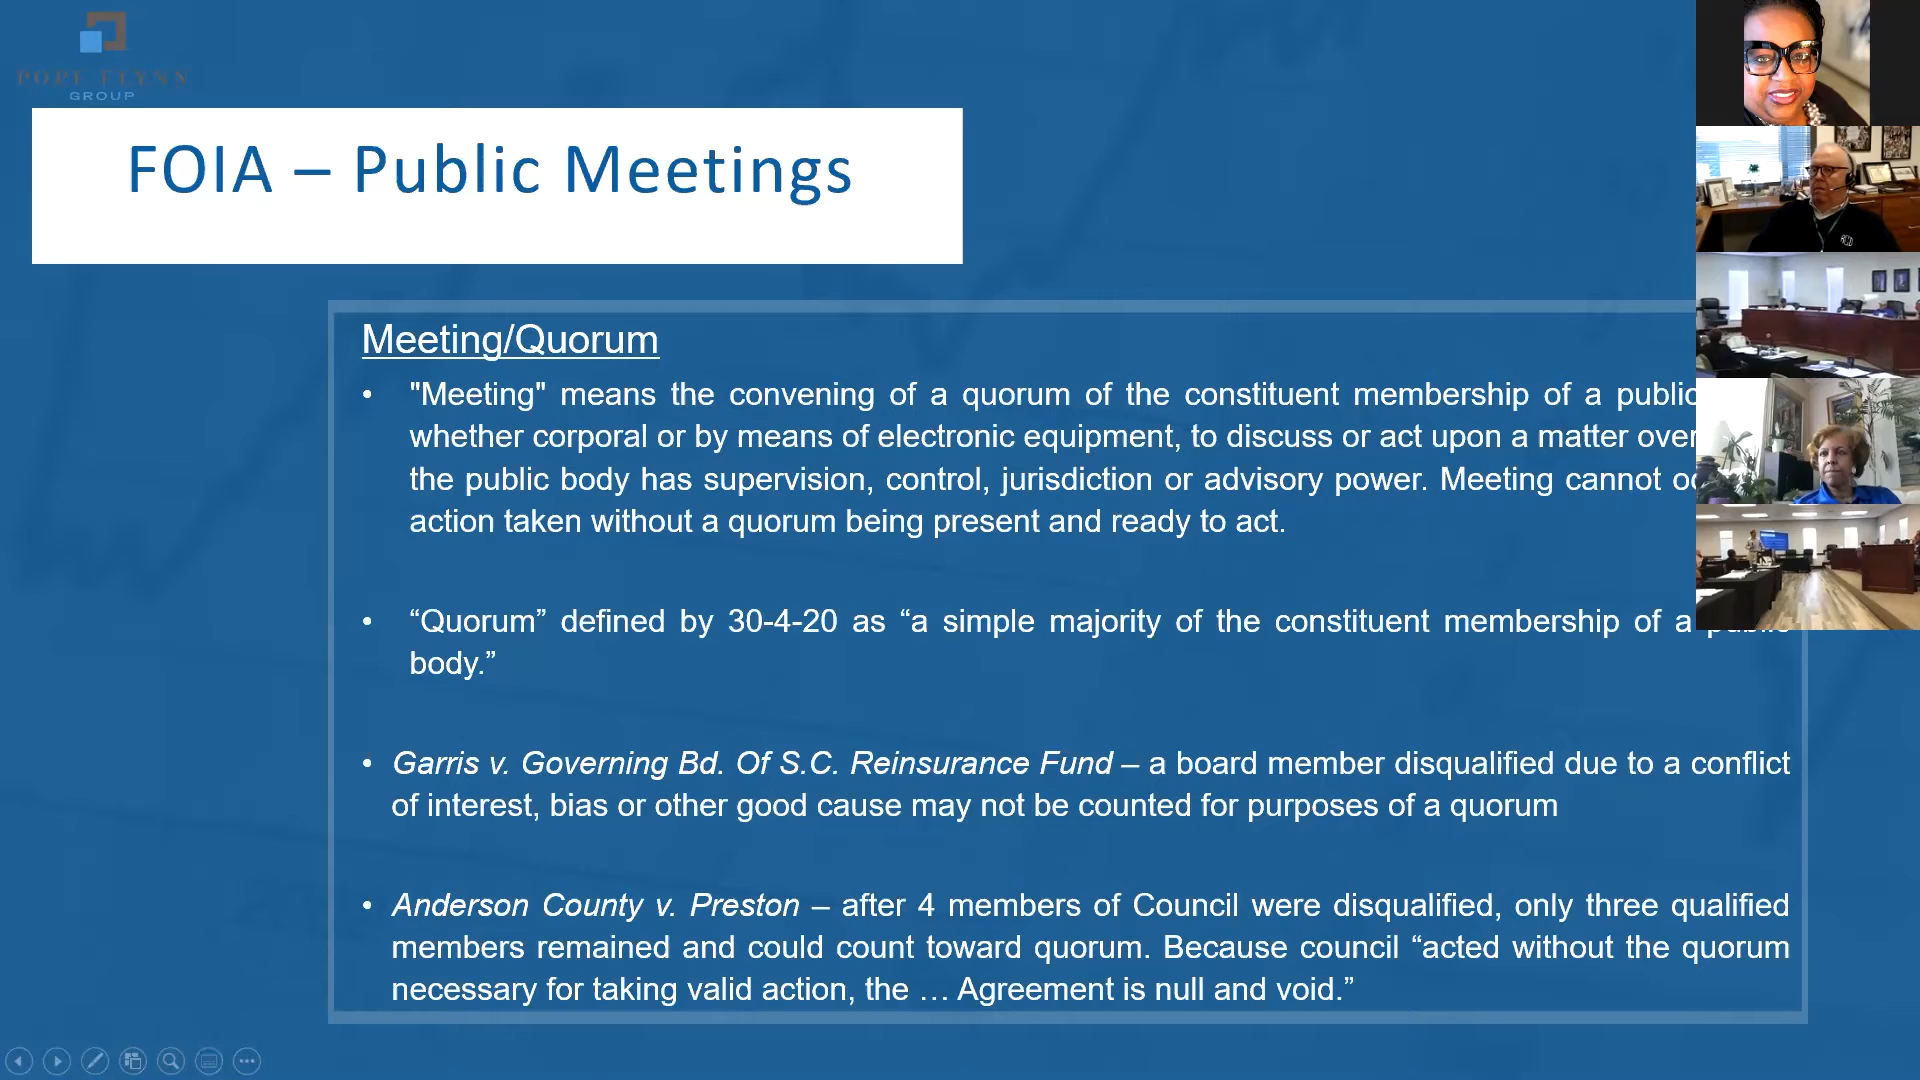 POPE FLYNN
GROUP
FOIA – Public Meetings
Meeting/Quorum
• "Meeting" means the convening of a quorum of the constituent membership of a public
whether corporal or by means of electronic equipment, to discuss or act upon a matter over
the public body has supervision, control, jurisdiction or advisory power. Meeting cannot
action taken without a quorum being present and ready to act.
• “Quorum” defined by 30-4-20 as “a simple majority of the constituent membership of a public
body.”
• Garris v. Governing Bd. Of S.C. Reinsurance Fund – a board member disqualified due to a conflict
of interest, bias or other good cause may not be counted for purposes of a quorum
• Anderson County v. Preston – after 4 members of Council were disqualified, only three qualified
members remained and could count toward quorum. Because council “acted without the quorum
necessary for taking valid action, the … Agreement is null and void.”